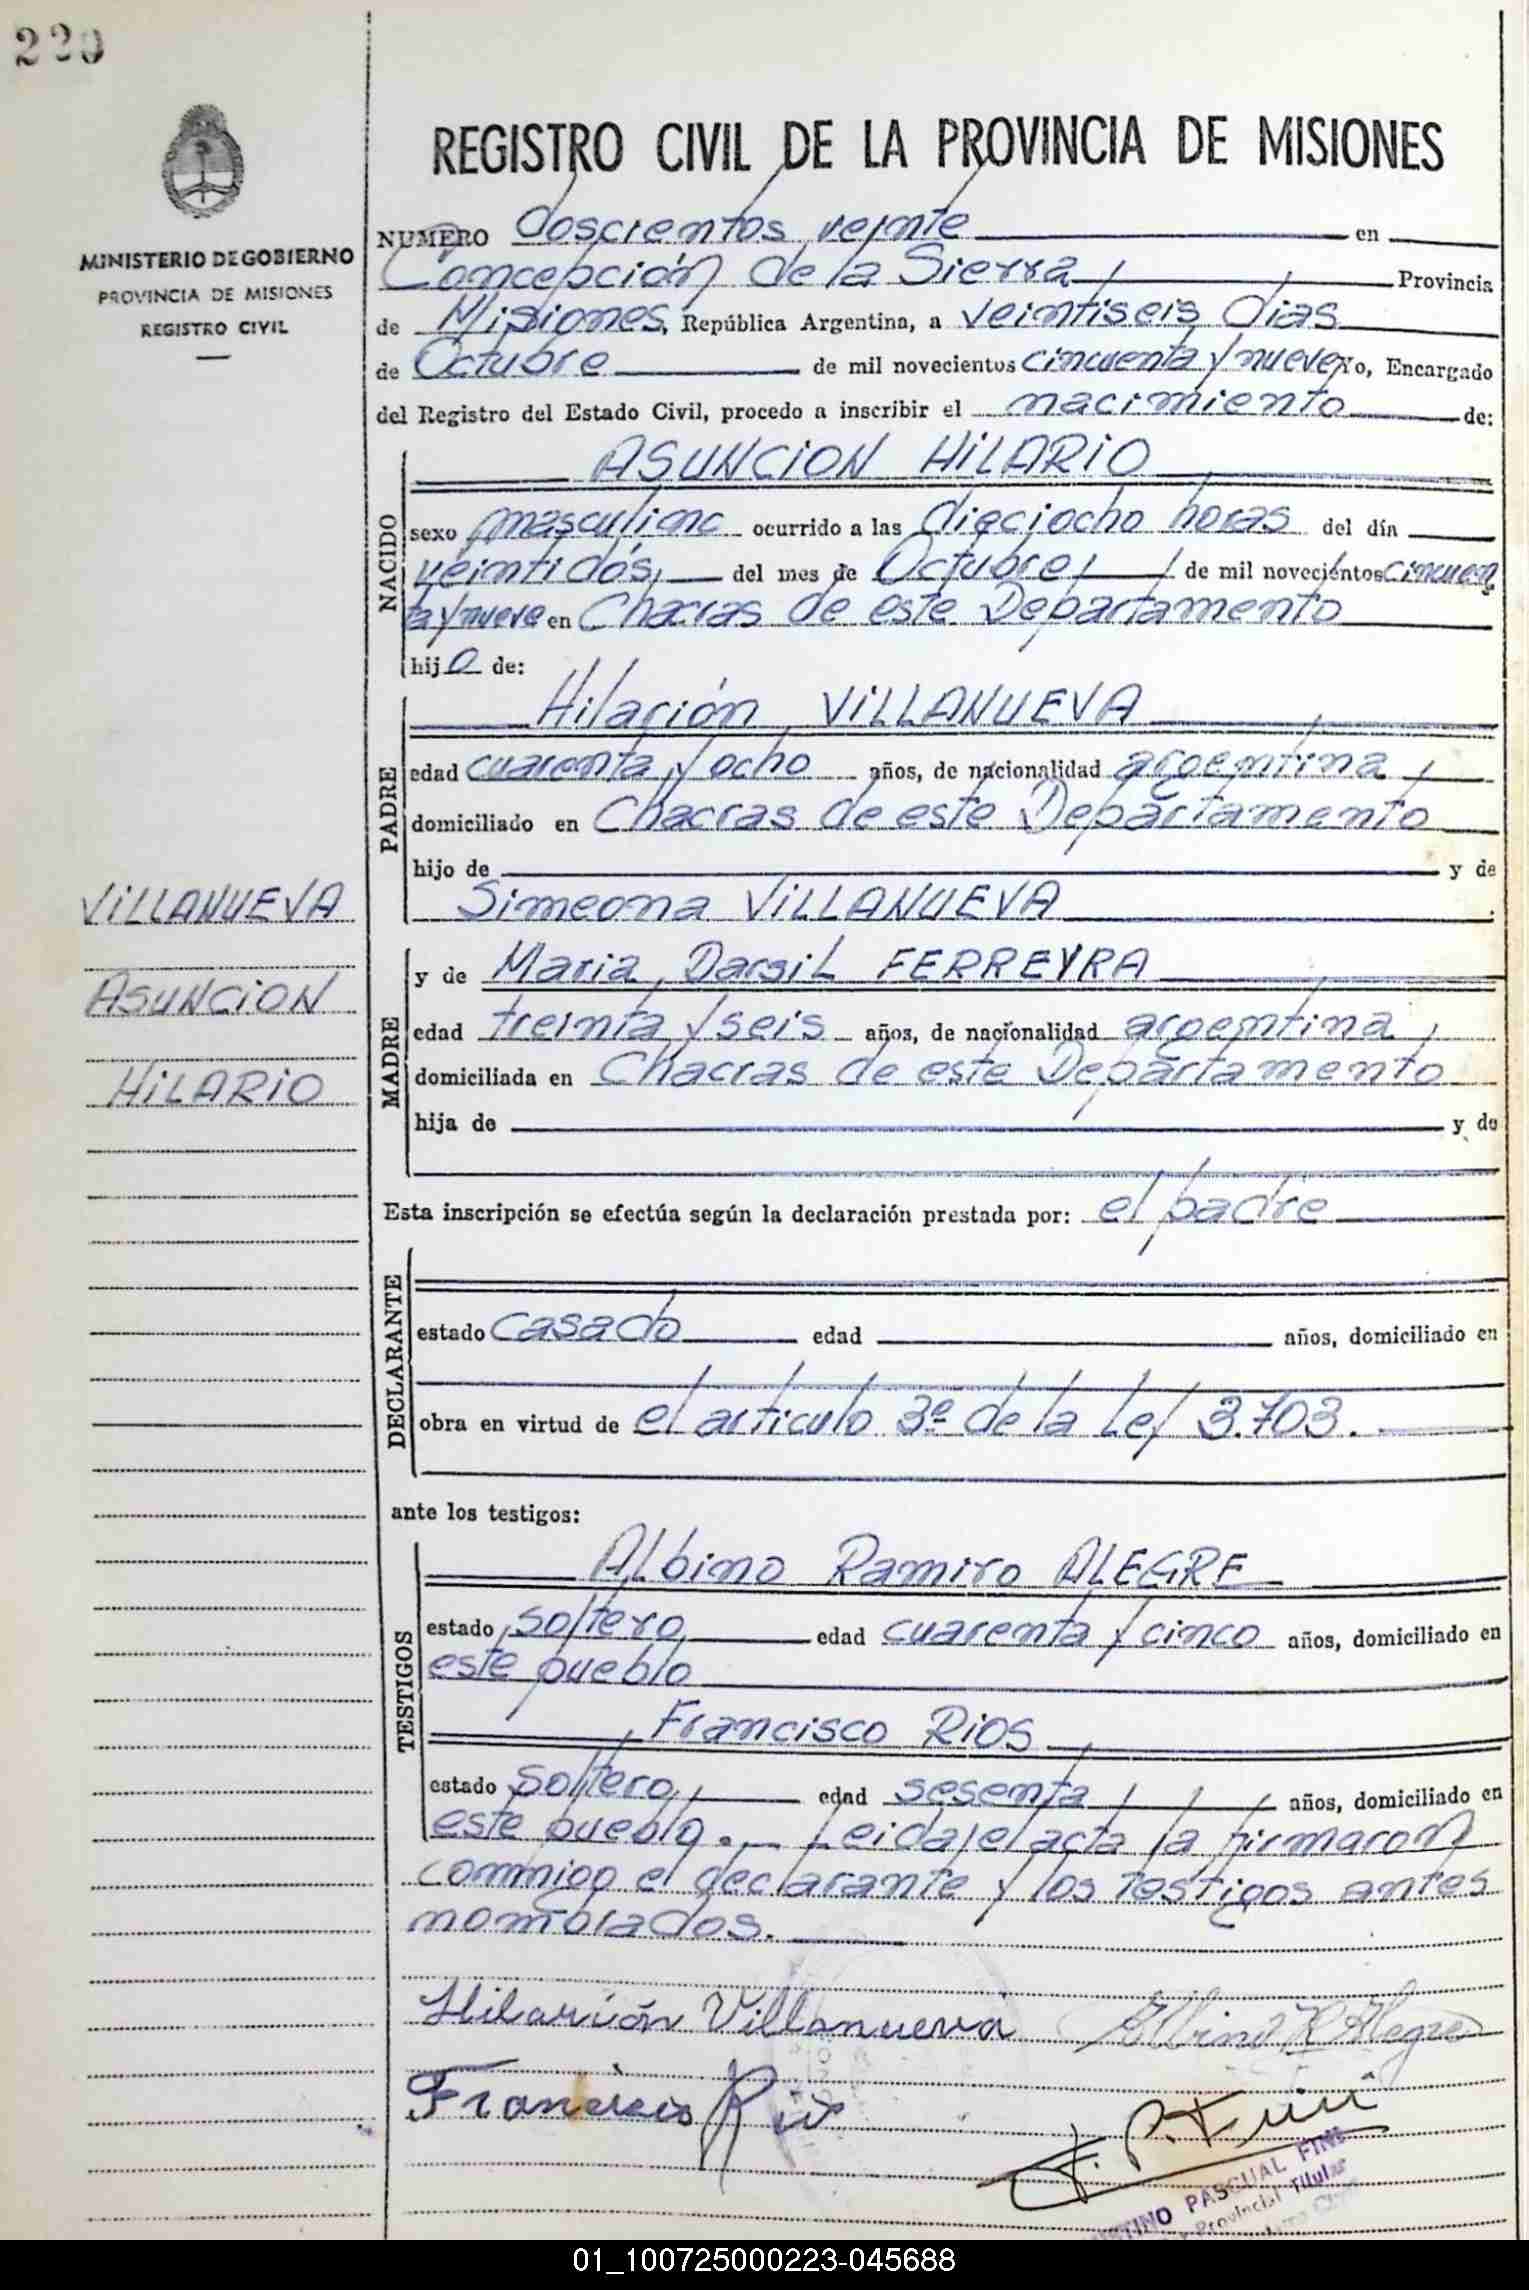 220
MINISTERIO DE GOBIERNO
PROVINCIA DE MISIONES
REGISTRO CIVIL
VILLANUEVA
ASUNCION
HILARIO
REGISTRO CIVIL DE LA PROVINCIA DE MISIONES
NUMERO doscientos veinte en
Concepción de la Sierra, Provincia
de Misiones, República Argentina, a veintiseis dias
de Octubre de mil novecientos cincuenta y nueve Yo, Encargado
del Registro del Estado Civil, procedo a inscribir el nacimiento de:
NACIDO
ASUNCION HILARIO
sexo masculino ocurrido a las dieciocho horas del día
veintidós, del mes de Octubre, de mil novecientos cincuen
ta y nueve en Chacras de este Departamento
hijo de:
PADRE
Hilarión VILLANUEVA
edad cuarenta y ocho años, de nacionalidad argentina,
domiciliado en Chacras de este Departamento
hijo de y de
Simeona VILLANUEVA
MADRE
y de Maria Darsil FERREYRA
edad treinta y seis años, de nacionalidad argentina,
domiciliada en Chacras de este Departamento
hija de y de
Esta inscripción se efectúa según la declaración prestada por: el padre
DECLARANTE
estado casado edad años, domiciliado en
obra en virtud de el articulo 3º de la Ley 3.703.
ante los testigos:
TESTIGOS
Albino Ramiro ALEGRE
estado soltero edad cuarenta y cinco años, domiciliado en
este pueblo
Francisco RIOS
estado soltero, edad sesenta años, domiciliado en
este pueblo. Leida el acta la firmaron
conmigo el declarante y los testigos antes
nombrados.
Hilarión Villanueva Albino R Alegre
Francisco Rios
F. P. Fini
PASCUAL FINI
Provincial Titular
01_100725000223-045688